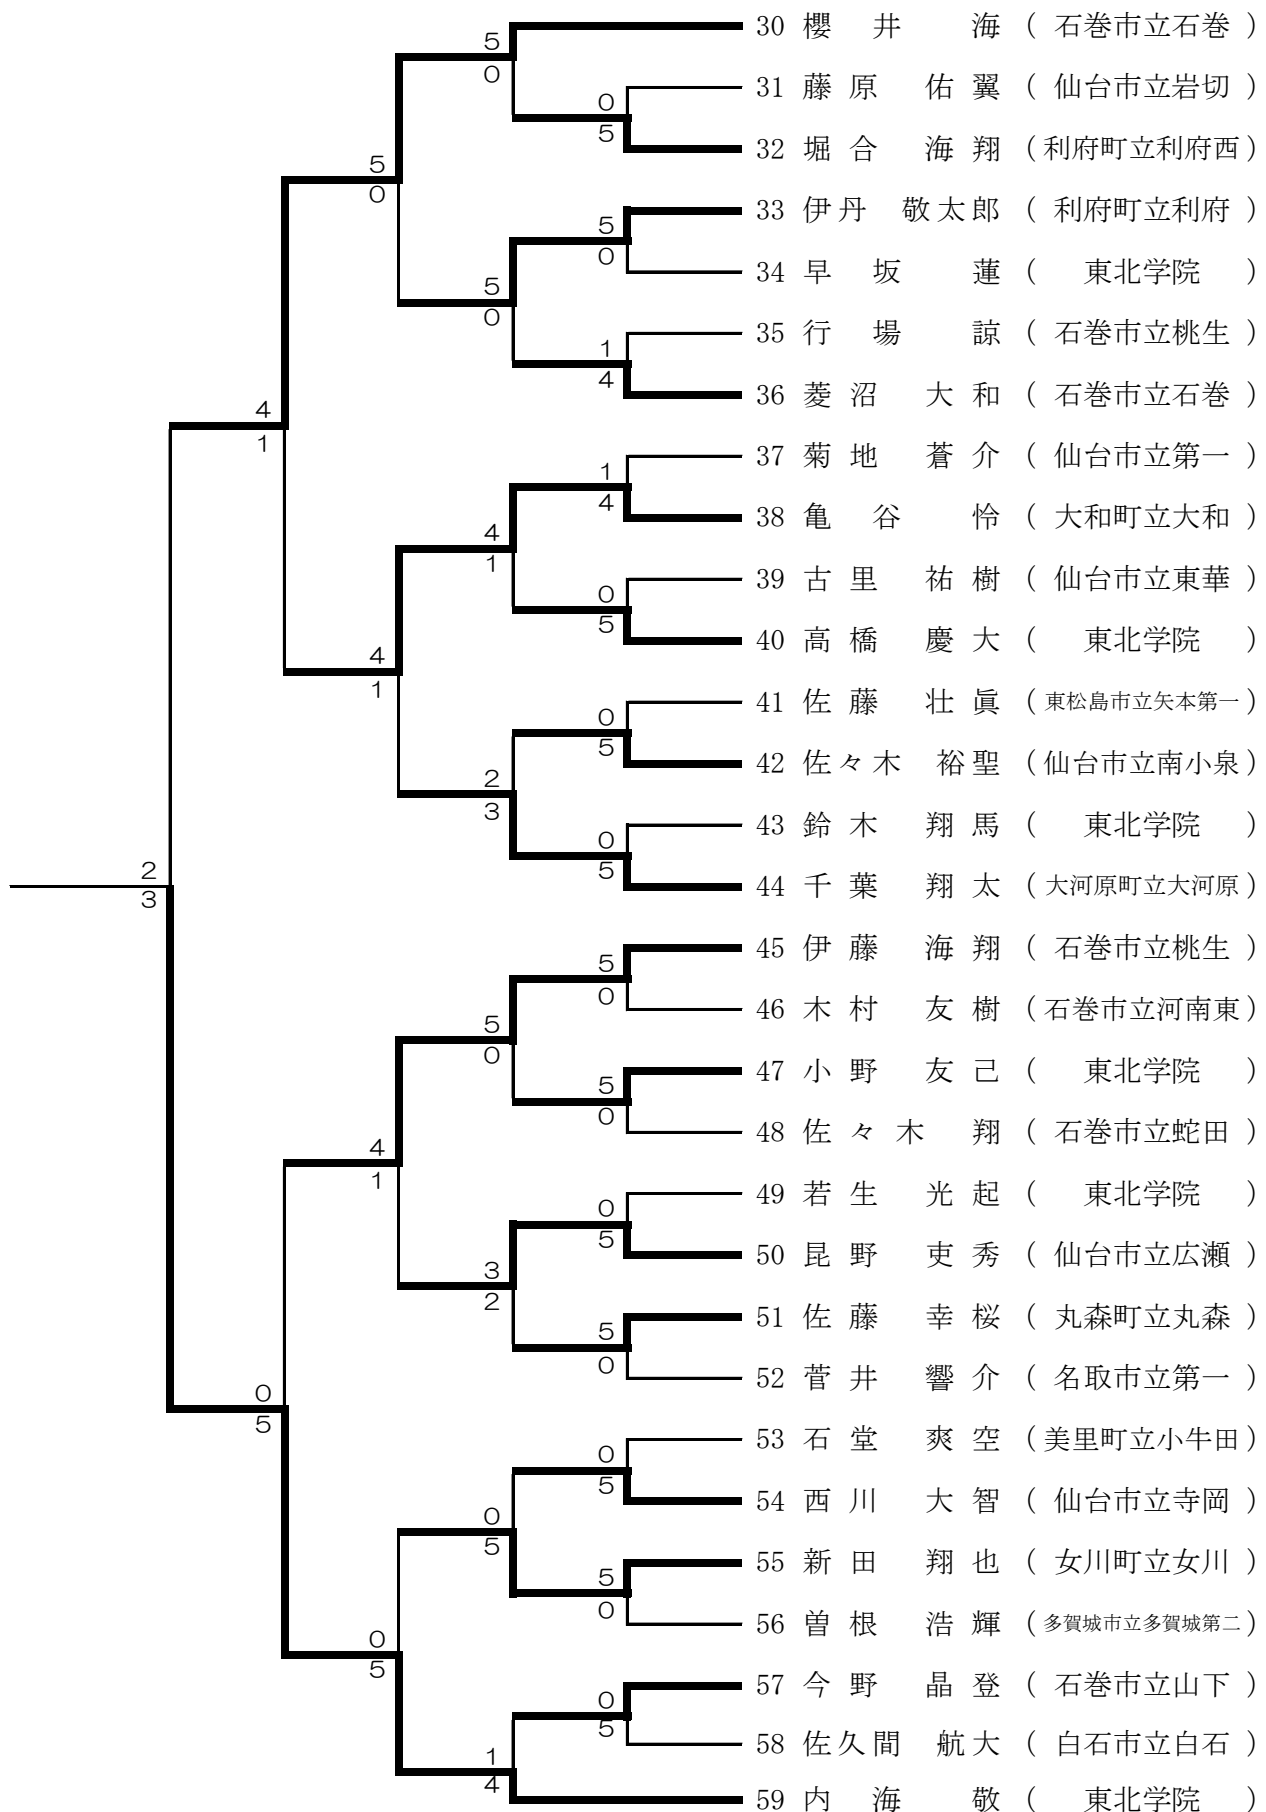 30 櫻井 海 ( 石巻市立石巻 )
5
0
31 藤原 佑翼 ( 仙台市立岩切 )
0
5
32 堀合 海翔 ( 利府町立利府西 )
5
0
33 伊丹 敬太郎 ( 利府町立利府 )
5
0
34 早坂 蓮 ( 東北学院 )
5
0
35 行場 諒 ( 石巻市立桃生 )
1
4
36 菱沼 大和 ( 石巻市立石巻 )
4
1
37 菊地 蒼介 ( 仙台市立第一 )
1
4
38 亀谷 怜 ( 大和町立大和 )
4
1
39 古里 祐樹 ( 仙台市立東華 )
0
5
40 高橋 慶大 ( 東北学院 )
4
1
41 佐藤 壮眞 ( 東松島市立矢本第一 )
0
5
42 佐々木 裕聖 ( 仙台市立南小泉 )
2
3
43 鈴木 翔馬 ( 東北学院 )
0
5
44 千葉 翔太 ( 大河原町立大河原 )
2
3
45 伊藤 海翔 ( 石巻市立桃生 )
5
0
46 木村 友樹 ( 石巻市立河南東 )
5
0
47 小野 友己 ( 東北学院 )
5
0
48 佐々木 翔 ( 石巻市立蛇田 )
4
1
49 若生 光起 ( 東北学院 )
0
5
50 昆野 吏秀 ( 仙台市立広瀬 )
3
2
51 佐藤 幸桜 ( 丸森町立丸森 )
5
0
52 菅井 響介 ( 名取市立第一 )
0
5
53 石堂 爽空 ( 美里町立小牛田 )
0
5
54 西川 大智 ( 仙台市立寺岡 )
0
5
55 新田 翔也 ( 女川町立女川 )
5
0
56 曽根 浩輝 ( 多賀城市立多賀城第二 )
0
5
57 今野 晶登 ( 石巻市立山下 )
0
5
58 佐久間 航大 ( 白石市立白石 )
1
4
59 内海 敬 ( 東北学院 )